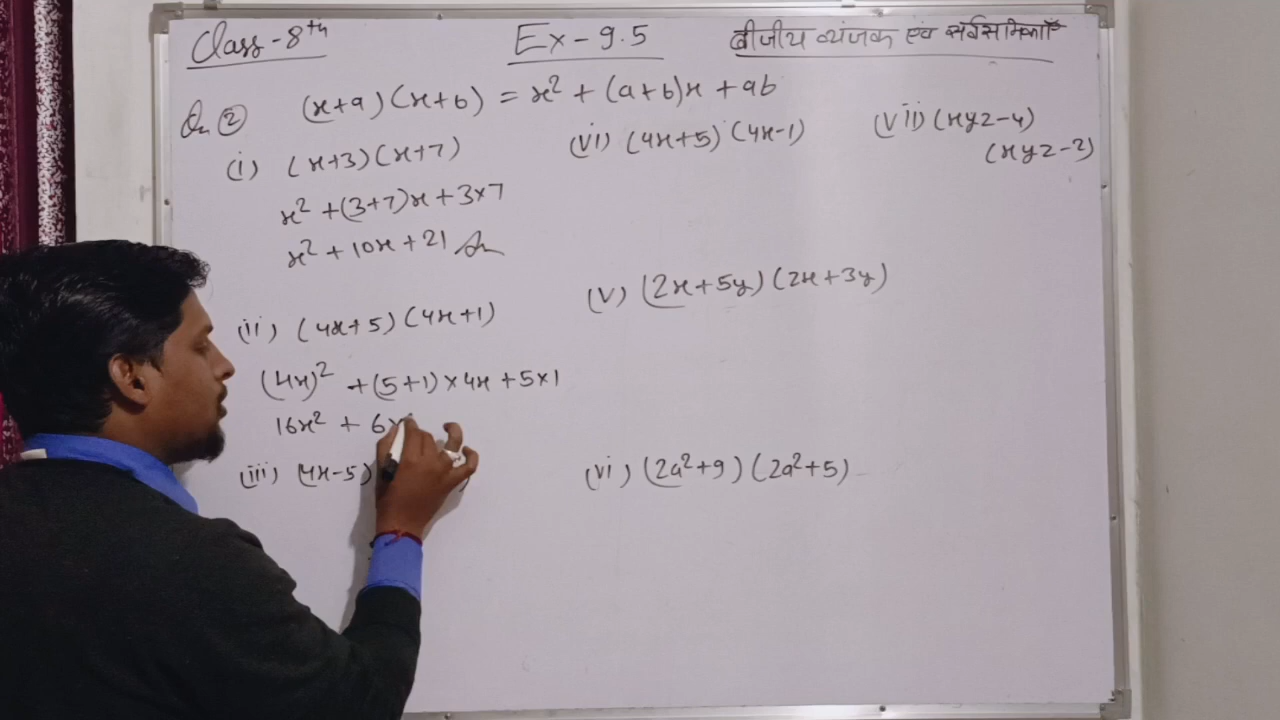 Class-8th
Ex-9.5
बीजीय व्यंजक एवं सर्वसमिकाएँ
Qn ② (x+a)(x+b) = x² + (a+b)x + ab
(i) (x+3)(x+7)
x² +(3+7)x + 3×7
x² + 10x + 21 Ans
(ii) (4x+5)(4x+1)
(4x)² +(5+1)×4x +5×1
16x² + 6×
(iii) (4x-5)
(vi) (4x+5)(4x-1)
(v) (2x+5y)(2x+3y)
(vi) (2a²+9)(2a²+5)
(vii) (xyz-4)
(xyz-2)